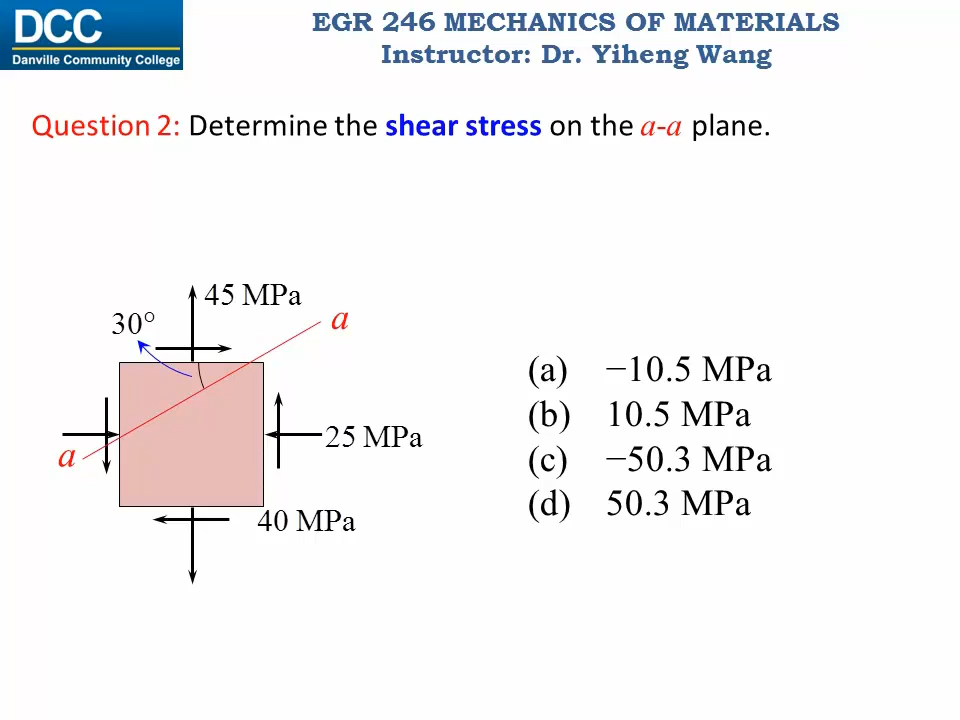 DCC
Danville Community College
EGR 246 MECHANICS OF MATERIALS
Instructor: Dr. Yiheng Wang
Question 2: Determine the shear stress on the a-a plane.
45 MPa
30°
a
a
25 MPa
40 MPa
(a) −10.5 MPa
(b) 10.5 MPa
(c) −50.3 MPa
(d) 50.3 MPa